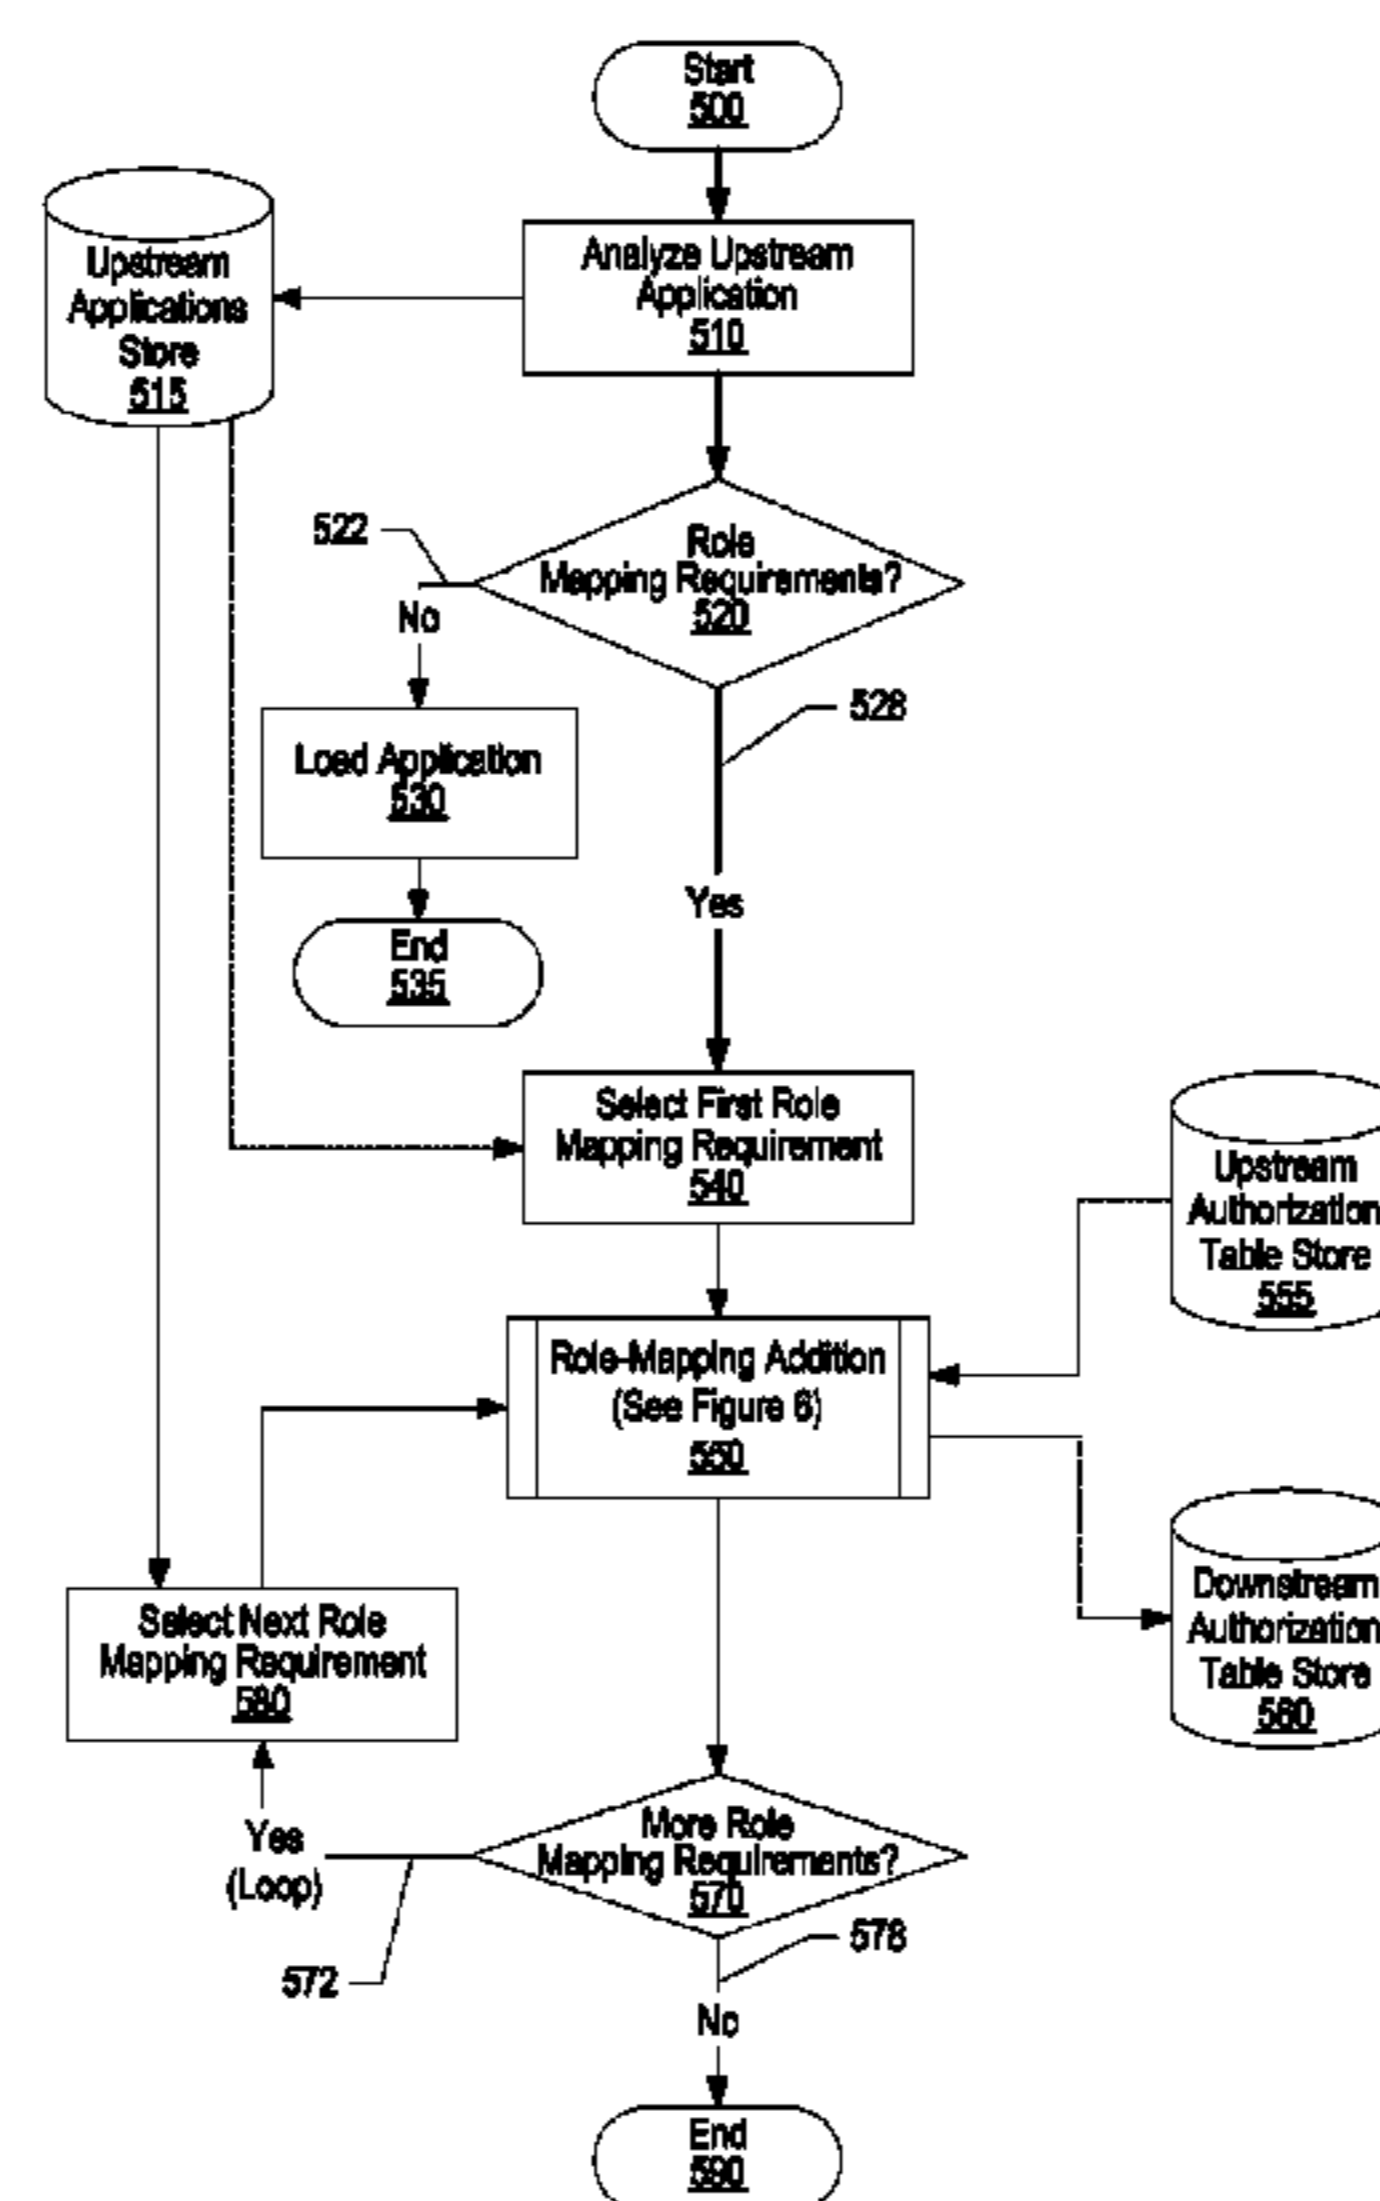 Start
500
Upstream
Applications
Store
515
Analyze Upstream
Application
510
522
Role
Mapping Requirements?
520
No
528
Load Application
530
Yes
End
535
Select First Role
Mapping Requirement
540
Upstream
Authorization
Table Store
555
Role-Mapping Addition
(See Figure 6)
550
Downstream
Authorization
Table Store
560
Select Next Role
Mapping Requirement
580
Yes
(Loop)
More Role
Mapping Requirements?
570
578
572
No
End
590